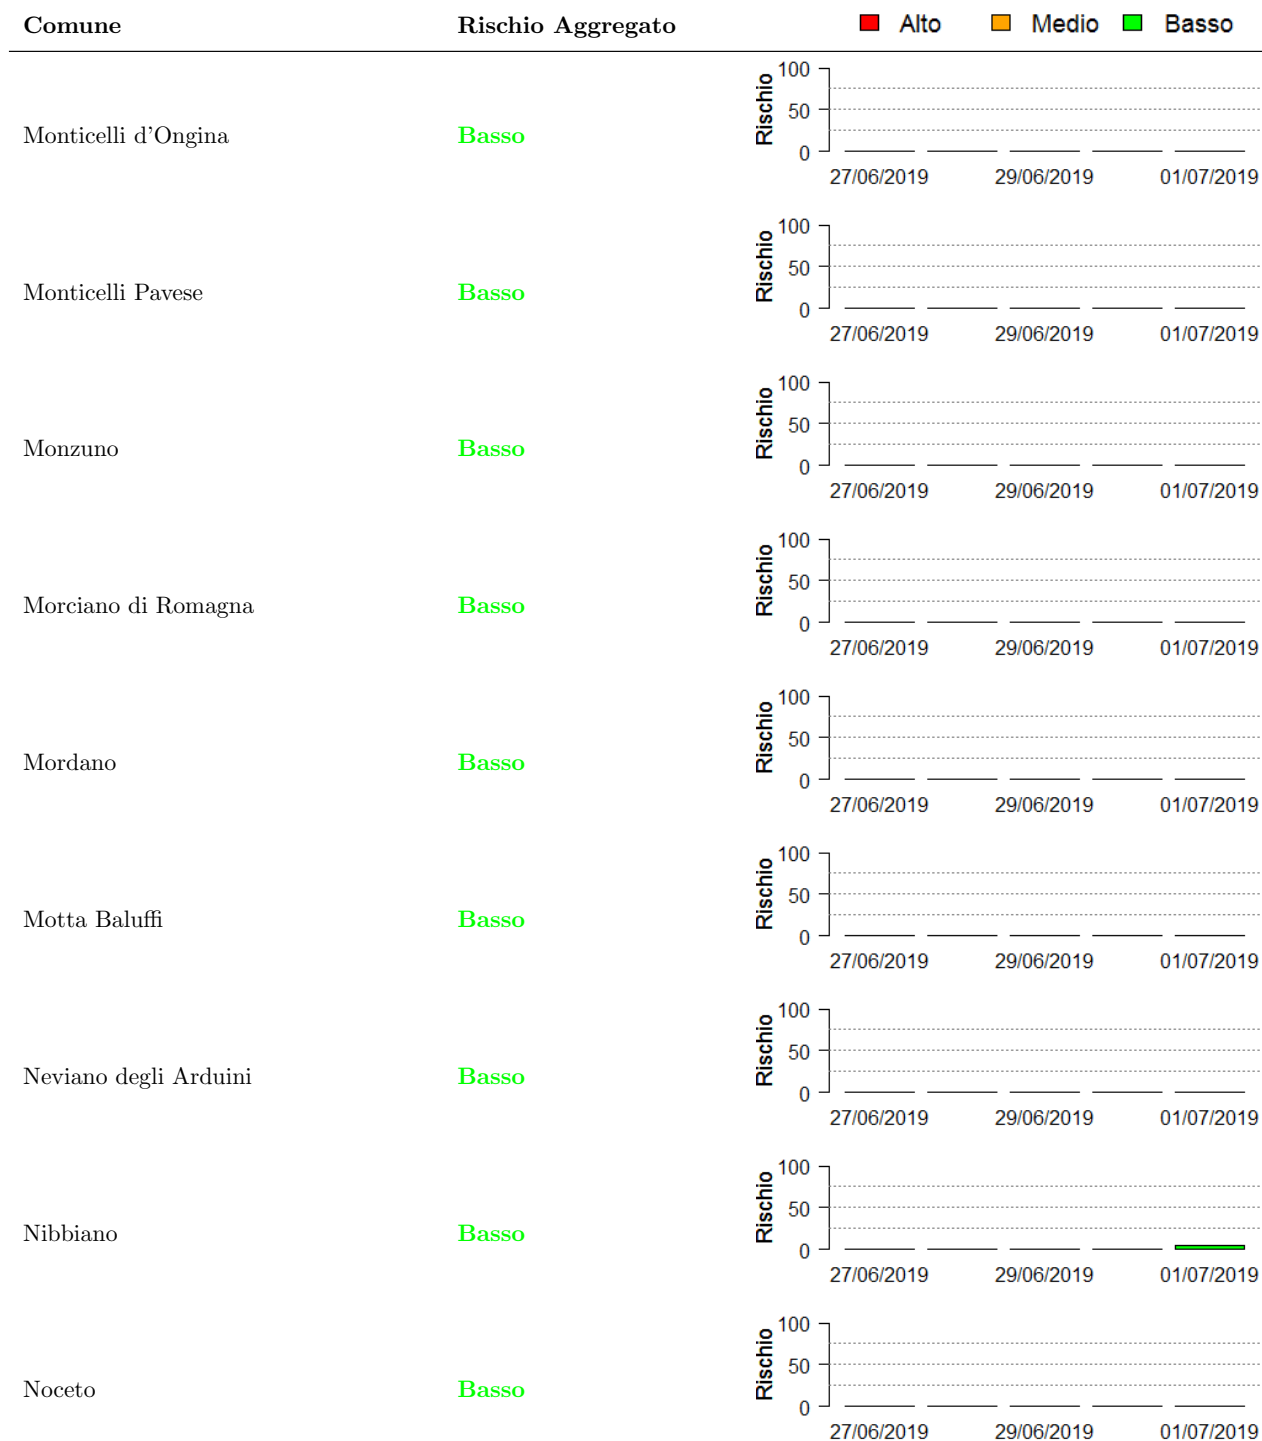 Comune Rischio Aggregato Alto Medio Basso
Monticelli d'Ongina Basso Rischio 100 50 0
27/06/2019 29/06/2019 01/07/2019
Monticelli Pavese Basso Rischio 100 50 0
27/06/2019 29/06/2019 01/07/2019
Monzuno Basso Rischio 100 50 0
27/06/2019 29/06/2019 01/07/2019
Morciano di Romagna Basso Rischio 100 50 0
27/06/2019 29/06/2019 01/07/2019
Mordano Basso Rischio 100 50 0
27/06/2019 29/06/2019 01/07/2019
Motta Baluffi Basso Rischio 100 50 0
27/06/2019 29/06/2019 01/07/2019
Neviano degli Arduini Basso Rischio 100 50 0
27/06/2019 29/06/2019 01/07/2019
Nibbiano Basso Rischio 100 50 0
27/06/2019 29/06/2019 01/07/2019
Noceto Basso Rischio 100 50 0
27/06/2019 29/06/2019 01/07/2019